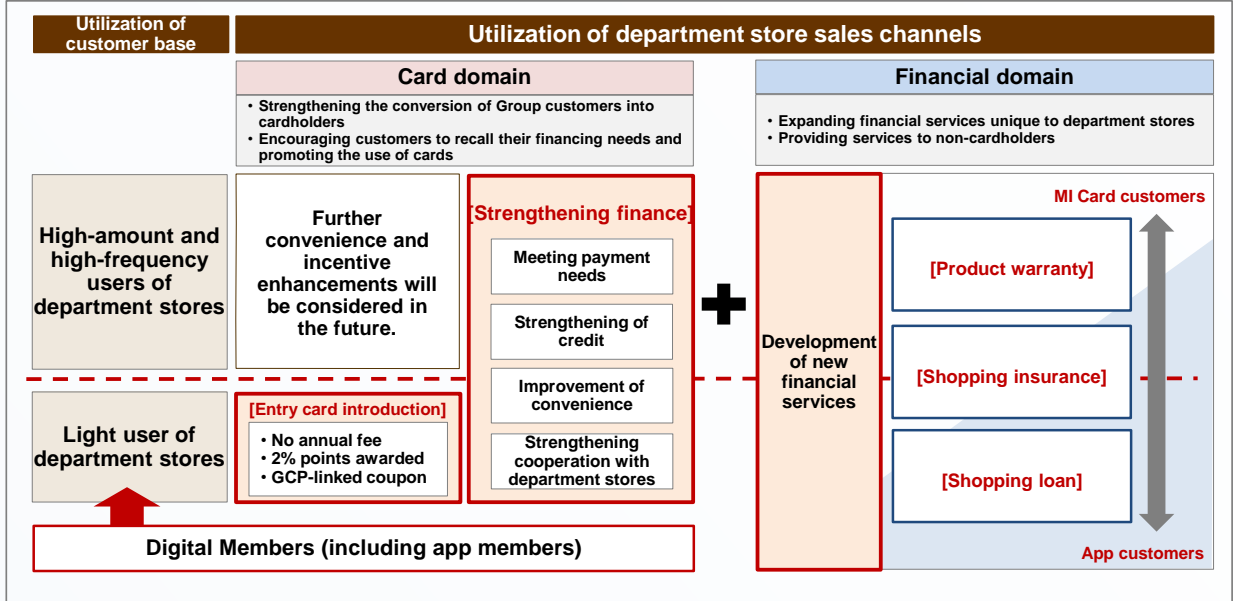 Utilization of
customer base
Utilization of department store sales channels
Card domain
• Strengthening the conversion of Group customers into
cardholders
• Encouraging customers to recall their financing needs and
promoting the use of cards
Financial domain
• Expanding financial services unique to department stores
• Providing services to non-cardholders
High-amount and
high-frequency
users of
department stores
Further
convenience and
incentive
enhancements will
be considered in
the future.
[Strengthening finance]
Meeting payment
needs
Strengthening of
credit
Improvement of
convenience
Strengthening
cooperation with
department stores
Light user of
department stores
[Entry card introduction]
• No annual fee
• 2% points awarded
• GCP-linked coupon
Digital Members (including app members)
Development
of new
financial
services
MI Card customers
[Product warranty]
[Shopping insurance]
[Shopping loan]
App customers